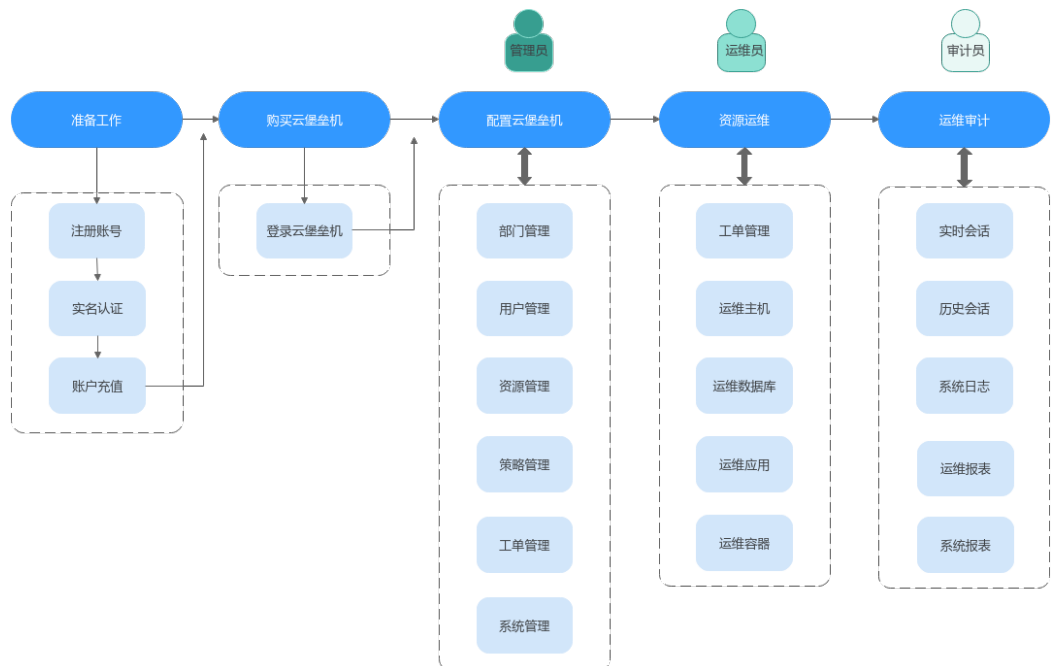 管理员
运维员
审计员
准备工作
购买云堡垒机
配置云堡垒机
资源运维
运维审计
注册账号
实名认证
账户充值
登录云堡垒机
部门管理
用户管理
资源管理
策略管理
工单管理
系统管理
工单管理
运维主机
运维数据库
运维应用
运维容器
实时会话
历史会话
系统日志
运维报表
系统报表